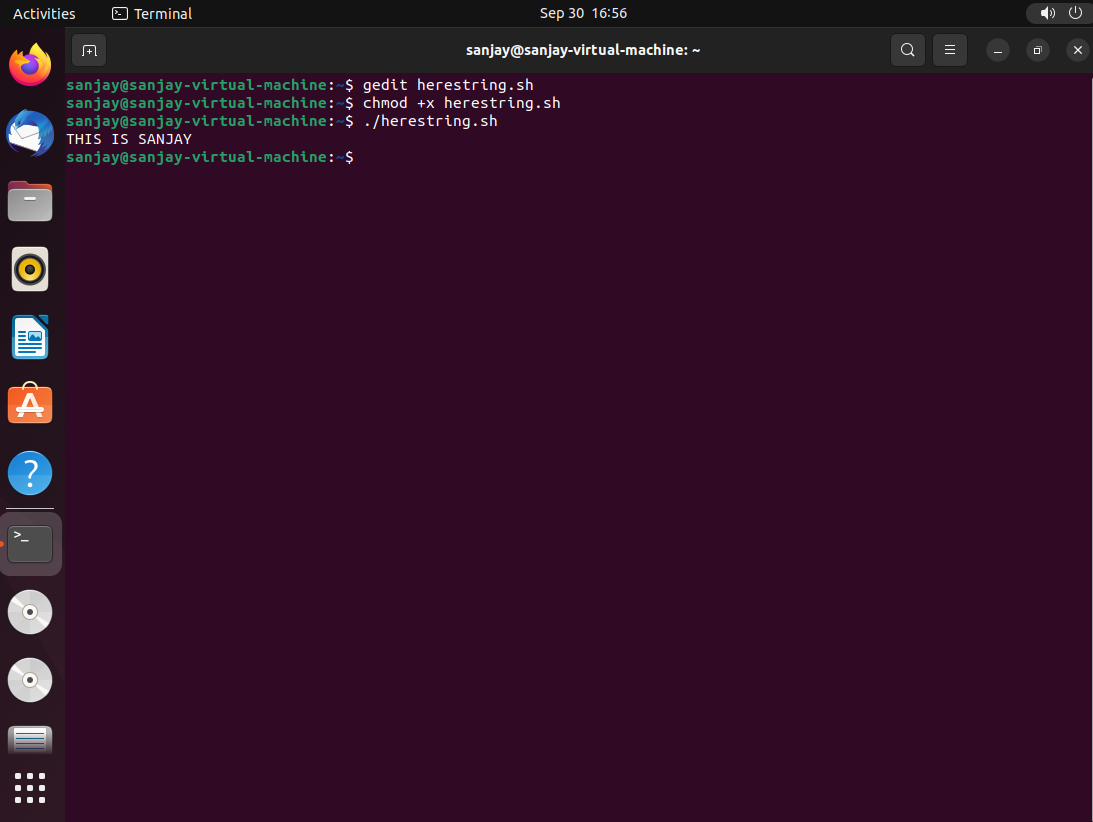 Activities
Terminal
Sep 30 16:56
sanjay@sanjay-virtual-machine: ~
sanjay@sanjay-virtual-machine:~$ gedit herestring.sh
sanjay@sanjay-virtual-machine:~$ chmod +x herestring.sh
sanjay@sanjay-virtual-machine:~$ ./herestring.sh
THIS IS SANJAY
sanjay@sanjay-virtual-machine:~$